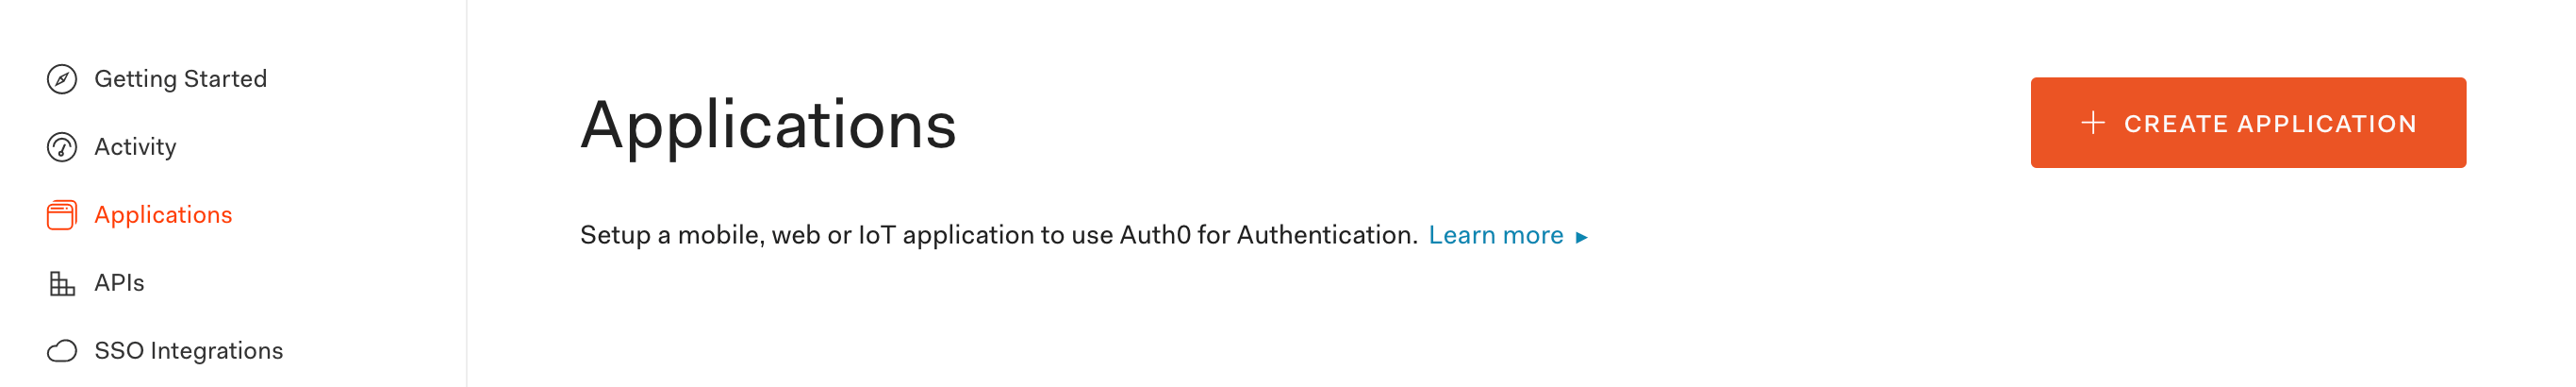 Getting Started
Activity
Applications
APIs
SSO Integrations
Applications
+ CREATE APPLICATION
Setup a mobile, web or IoT application to use Auth0 for Authentication. Learn more ▸